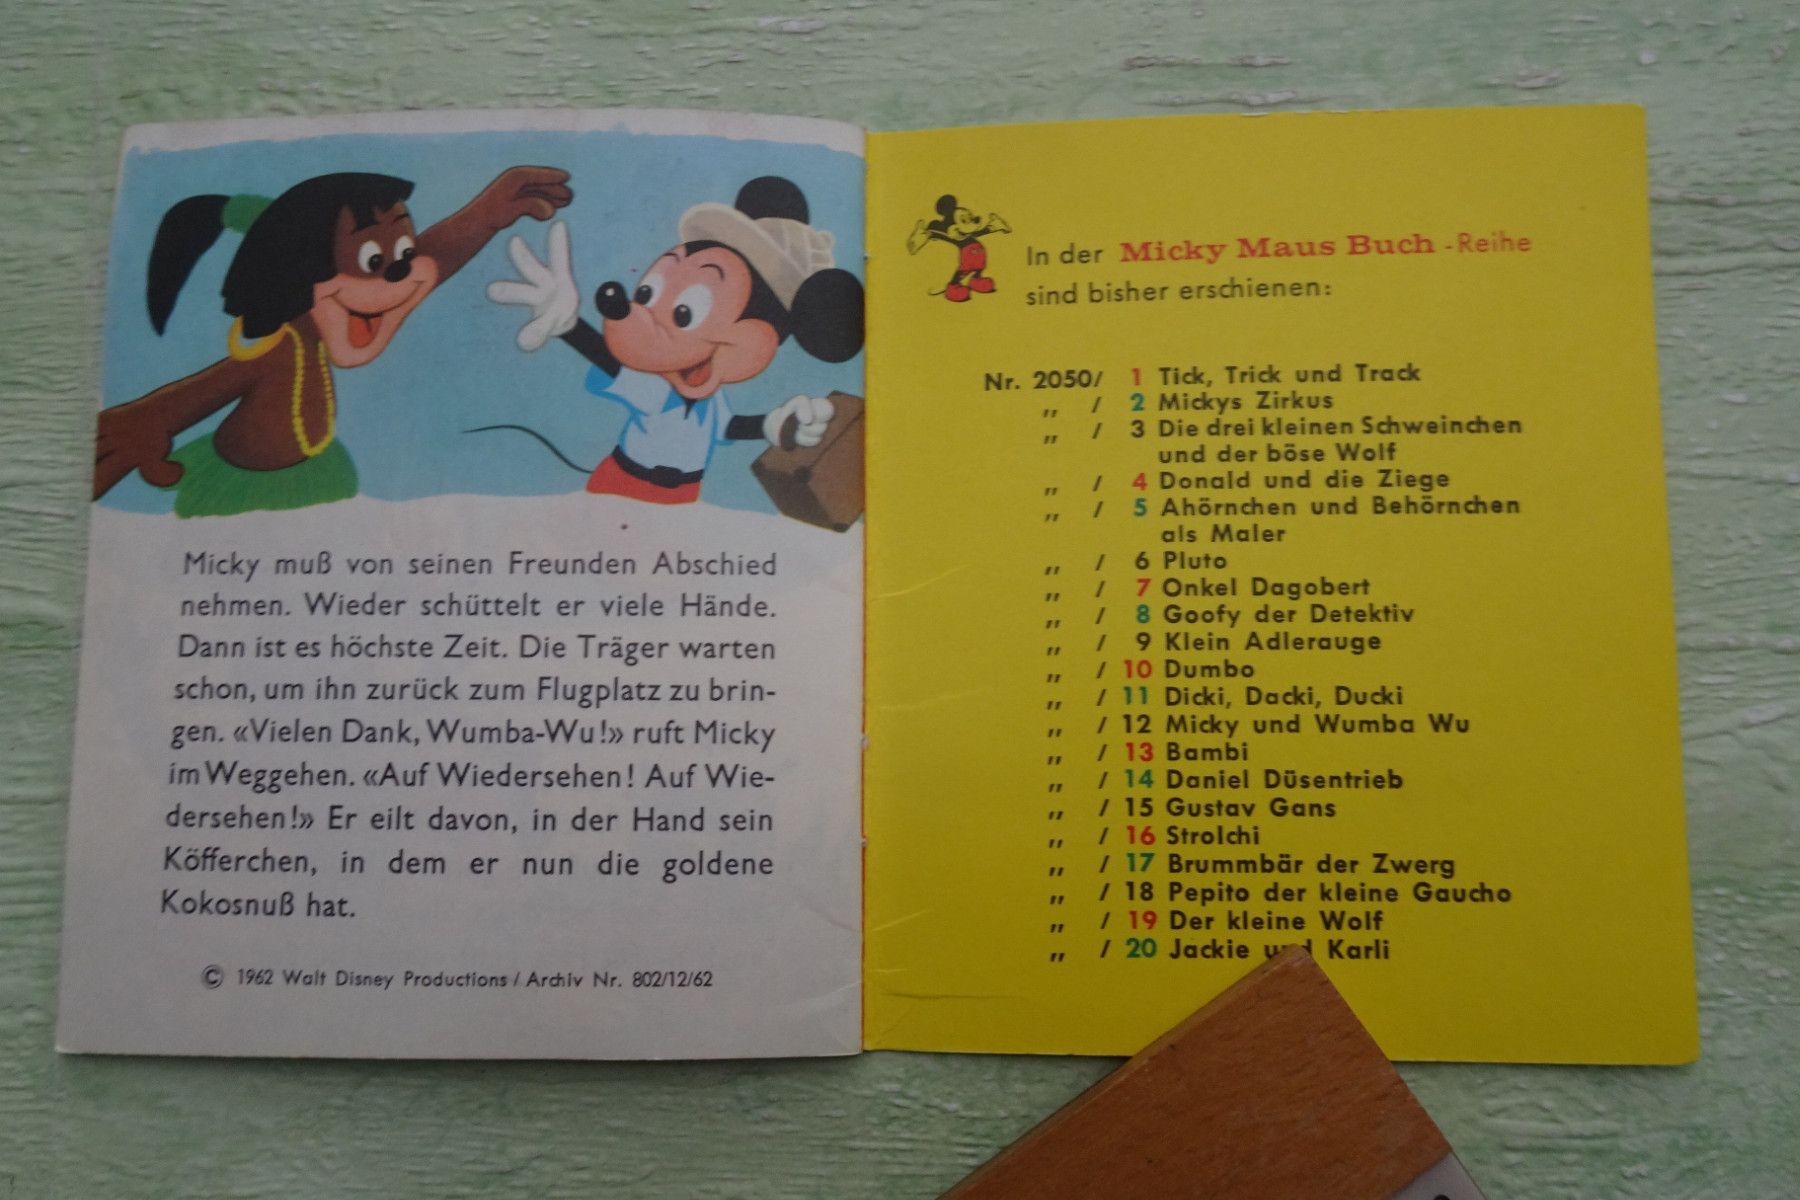 Micky muß von seinen Freunden Abschied
nehmen. Wieder schüttelt er viele Hände.
Dann ist es höchste Zeit. Die Träger warten
schon, um ihn zurück zum Flugplatz zu brin-
gen. «Vielen Dank, Wumba-Wu!» ruft Micky
im Weggehen. «Auf Wiedersehen! Auf Wie-
dersehen!» Er eilt davon, in der Hand sein
Köfferchen, in dem er nun die goldene
Kokosnuß hat.
© 1962 Walt Disney Productions / Archiv Nr. 802/12/62
In der Micky Maus Buch - Reihe
sind bisher erschienen:
Nr. 2050/ 1 Tick, Trick und Track
„ / 2 Mickys Zirkus
„ / 3 Die drei kleinen Schweinchen
und der böse Wolf
„ / 4 Donald und die Ziege
„ / 5 Ahörnchen und Behörnchen
als Maler
„ / 6 Pluto
„ / 7 Onkel Dagobert
„ / 8 Goofy der Detektiv
„ / 9 Klein Adlerauge
„ / 10 Dumbo
„ / 11 Dicki, Dacki, Ducki
„ / 12 Micky und Wumba Wu
„ / 13 Bambi
„ / 14 Daniel Düsentrieb
„ / 15 Gustav Gans
„ / 16 Strolchi
„ / 17 Brummbär der Zwerg
„ / 18 Pepito der kleine Gaucho
„ / 19 Der kleine Wolf
„ / 20 Jackie und Karli